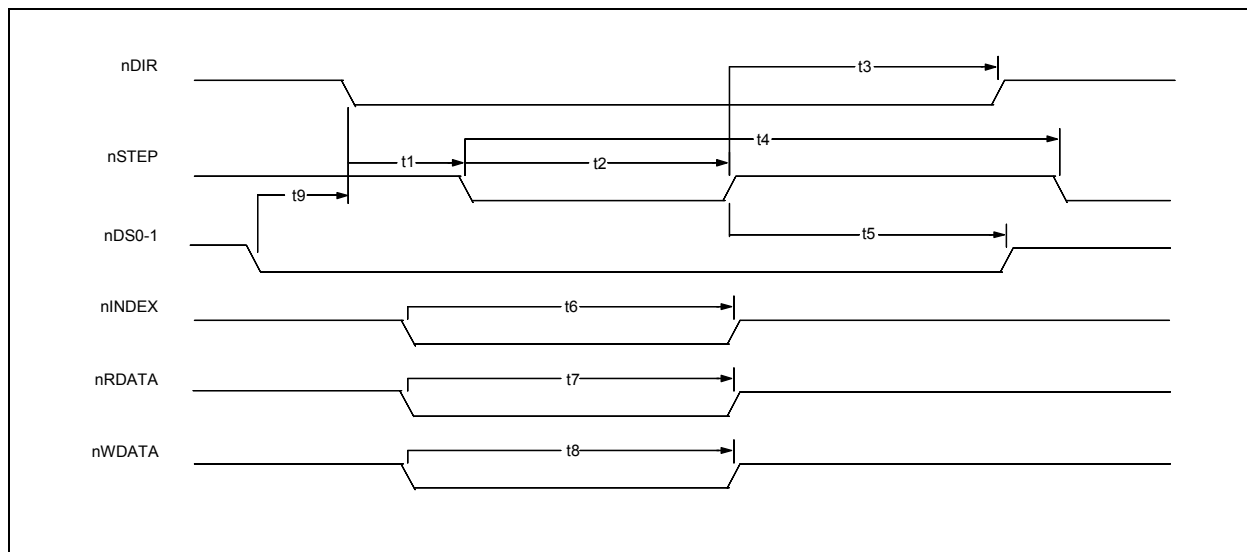 nDIR
t3
t4
nSTEP
t1
t2
t9
nDS0-1
t5
nINDEX
t6
nRDATA
t7
nWDATA
t8